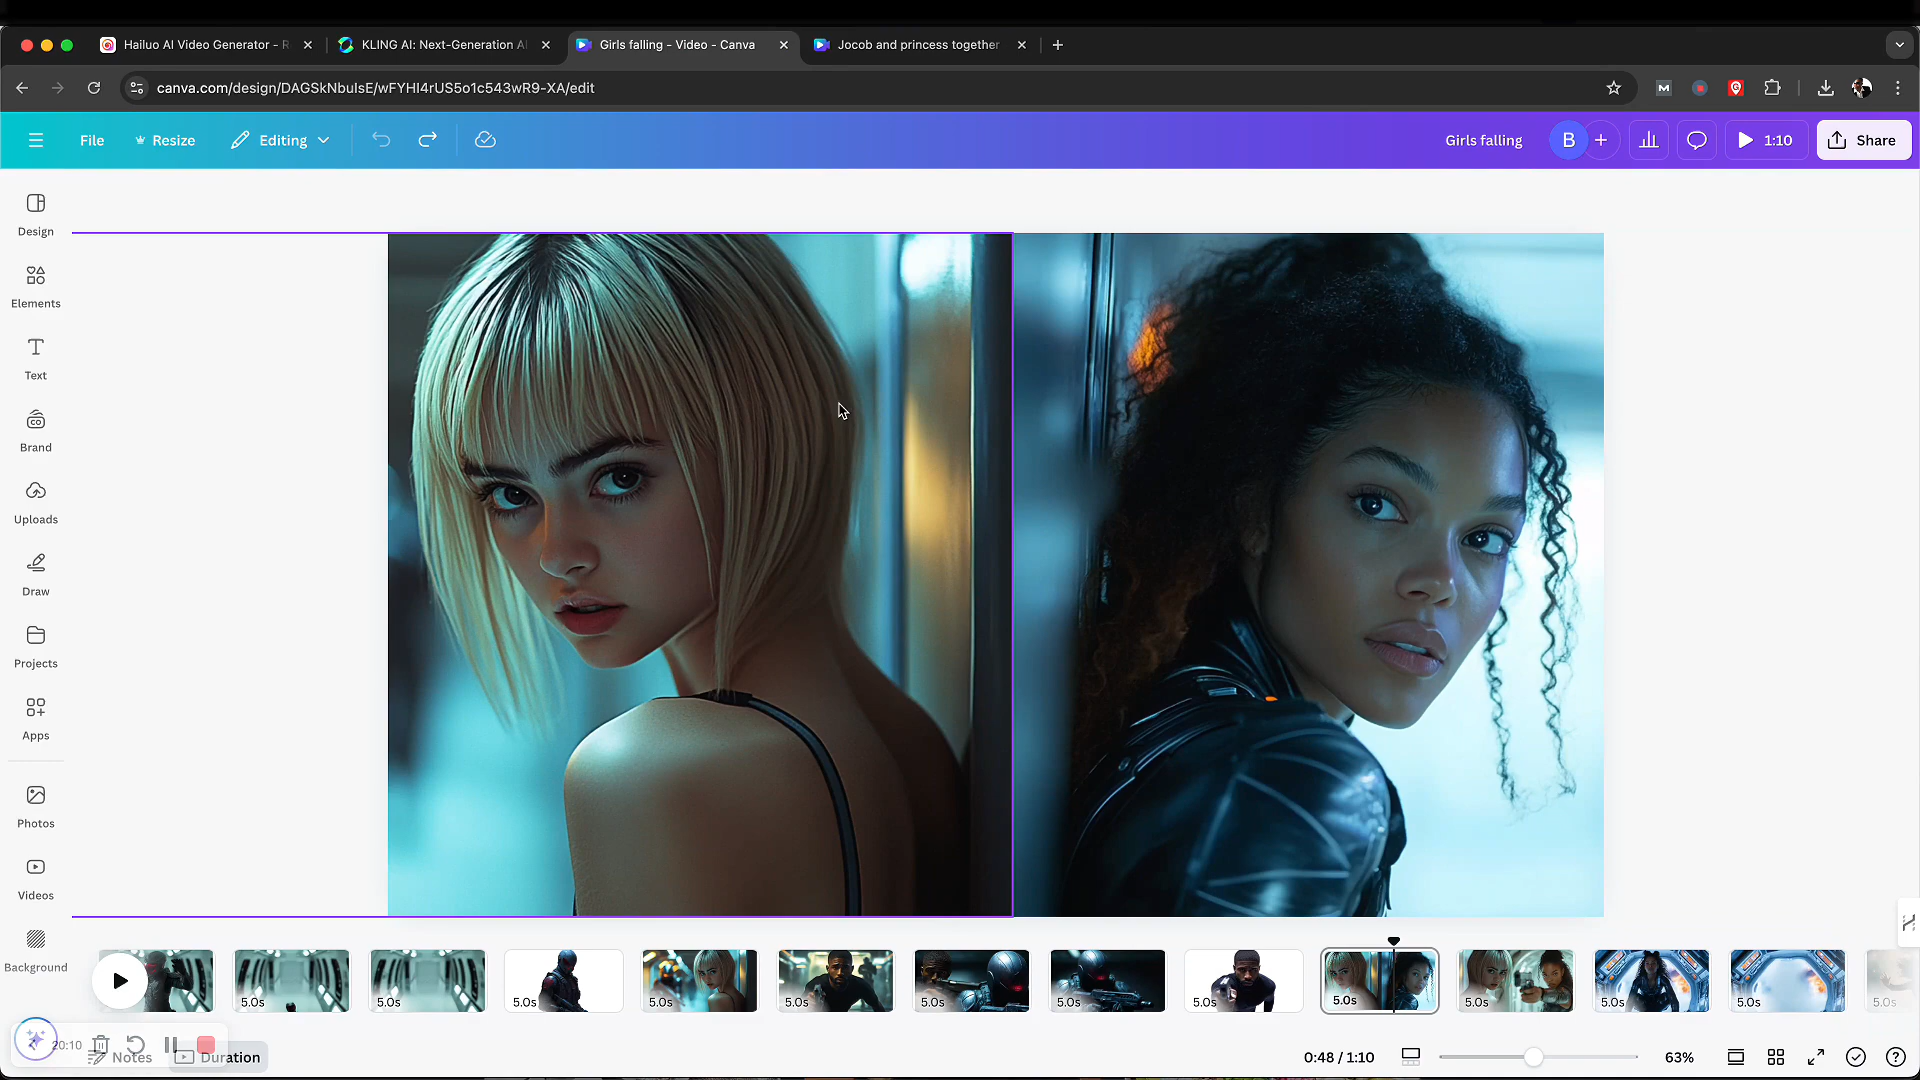 Hailuo AI Video Generator - R
KLING AI: Next-Generation AI
Girls falling - Video - Canva
Jocob and princess together
canva.com/design/DAGSkNbuIsE/wFYHI4rUS5o1c543wR9-XA/edit
File
Resize
Editing
Girls falling
B
1:10
Share
Design
Elements
Text
Brand
Uploads
Draw
Projects
Apps
Photos
Videos
Background
5.0s
5.0s
5.0s
5.0s
5.0s
5.0s
5.0s
5.0s
5.0s
5.0s
5.0s
5.0s
5.0s
20:10
Notes
Duration
0:48 / 1:10
63%